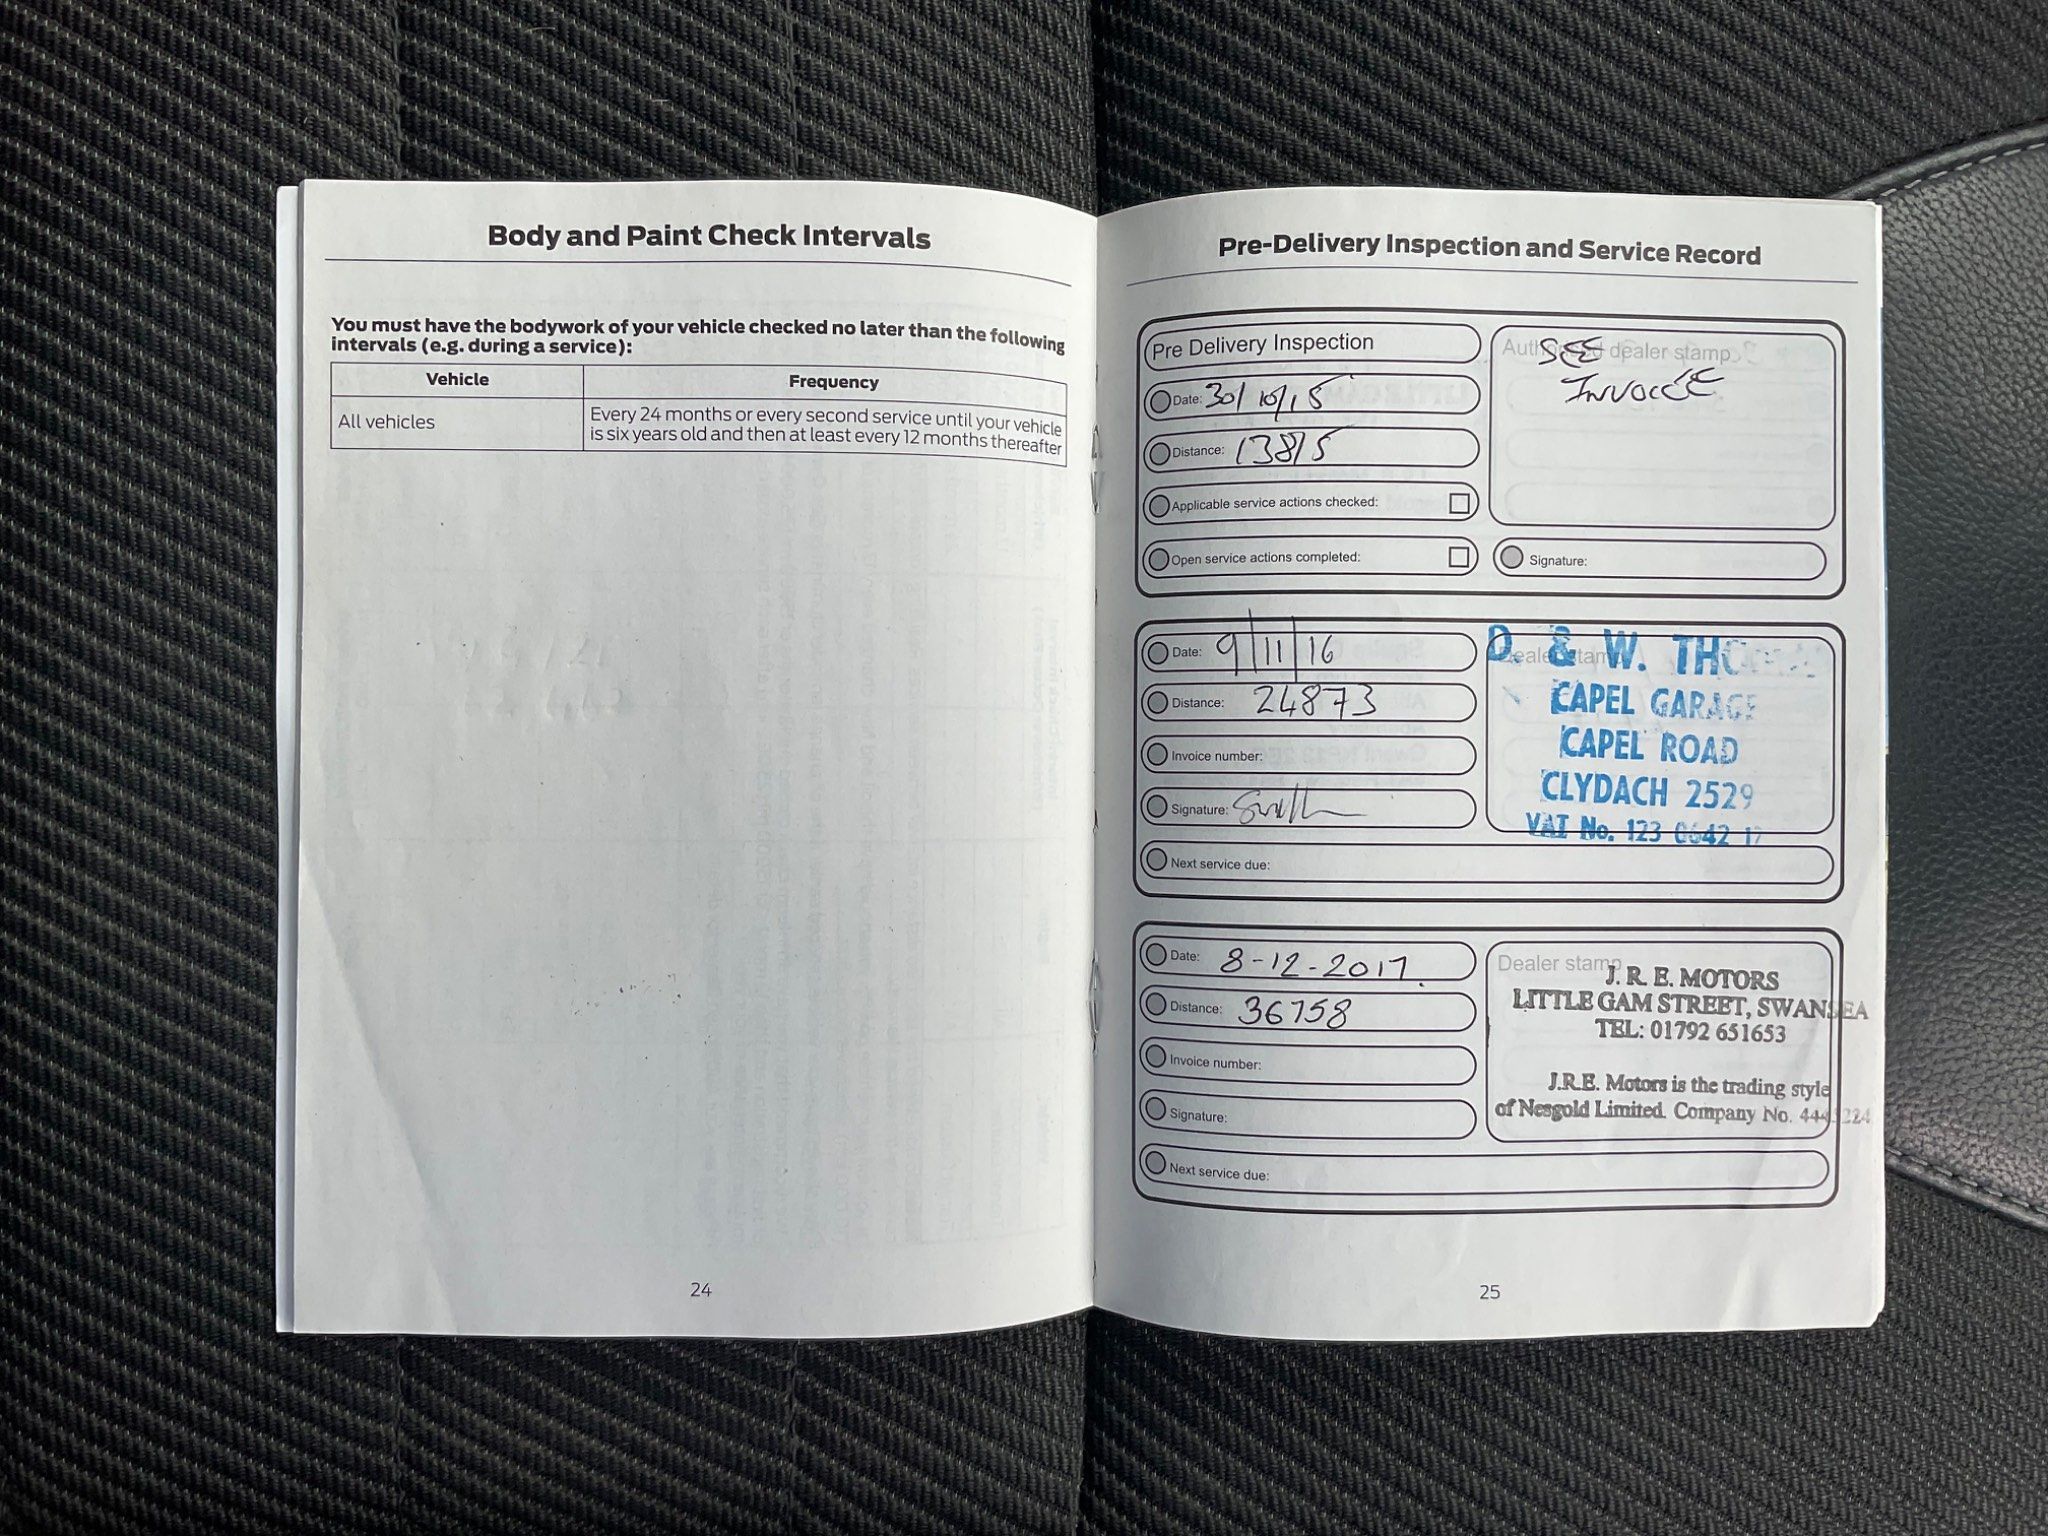 Body and Paint Check Intervals
You must have the bodywork of your vehicle checked no later than the following
intervals (e.g. during a service):
Vehicle Frequency
All vehicles Every 24 months or every second service until your vehicle
is six years old and then at least every 12 months thereafter
24
Pre-Delivery Inspection and Service Record
Pre Delivery Inspection
Date: 30/10/15
Distance: 13815
Applicable service actions checked:
Open service actions completed:
Authorised dealer stamp
SEE
INVOICE
Signature:
Date: 9/11/16
Distance: 24873
Invoice number:
Signature:
Next service due:
Dealer stamp
D. & W.
CAPEL GARAGE
CAPEL ROAD
CLYDACH 2529
VAT No. 123 0642
Date: 8-12-2017.
Distance: 36758
Invoice number:
Signature:
Next service due:
Dealer stamp
J. R. E. MOTORS
LITTLE GAM STREET, SWANSEA
TEL: 01792 651653
J.R.E. Motors is the trading style
of Nesgold Limited. Company No.
25